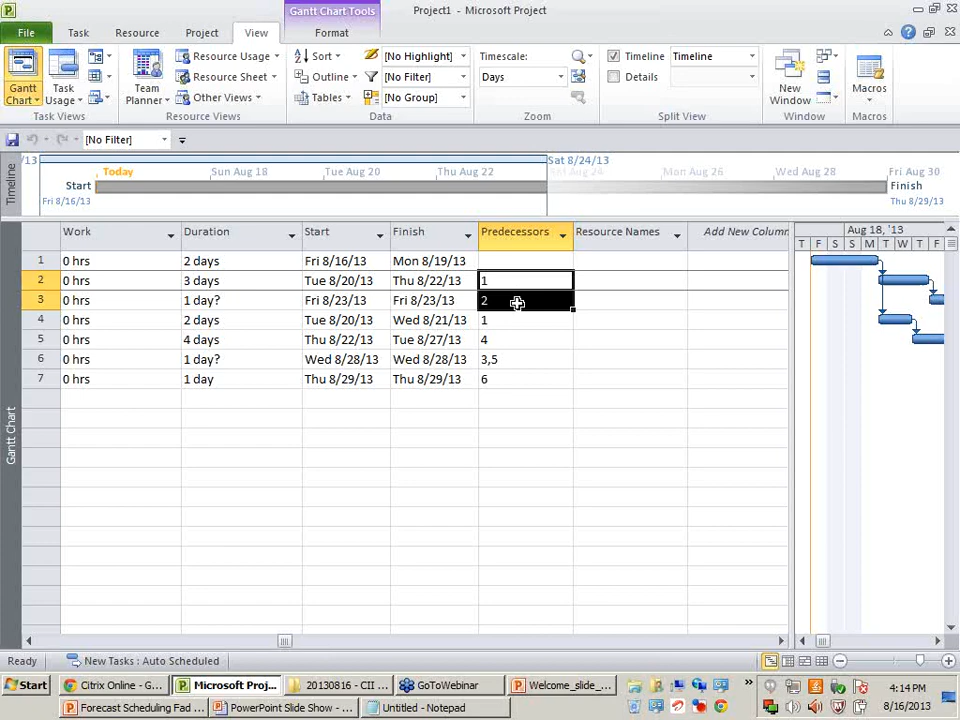 Gantt Chart Tools
Project1 - Microsoft Project
File Task Resource Project View Format
Gantt Chart
Task Usage
Team Planner
Resource Usage
Resource Sheet
Other Views
Sort
Outline
Tables
[No Highlight]
[No Filter]
[No Group]
Timescale:
Days
Timeline Timeline
Details
New Window
Macros
Task Views Resource Views Data Zoom Split View Window Macros
[No Filter]
Timeline
/13
Sat 8/24/13
Today Sun Aug 18 Tue Aug 20 Thu Aug 22 Sat Aug 24 Mon Aug 26 Wed Aug 28 Fri Aug 30
Start Finish
Fri 8/16/13 Thu 8/29/13
Work Duration Start Finish Predecessors Resource Names Add New Column
Aug 18, '13
T F S S M T W T F
1 0 hrs 2 days Fri 8/16/13 Mon 8/19/13
2 0 hrs 3 days Tue 8/20/13 Thu 8/22/13 1
3 0 hrs 1 day? Fri 8/23/13 Fri 8/23/13 2
4 0 hrs 2 days Tue 8/20/13 Wed 8/21/13 1
5 0 hrs 4 days Thu 8/22/13 Tue 8/27/13 4
6 0 hrs 1 day? Wed 8/28/13 Wed 8/28/13 3,5
7 0 hrs 1 day Thu 8/29/13 Thu 8/29/13 6
Gantt Chart
Ready New Tasks : Auto Scheduled
Start Citrix Online - G... Microsoft Proj... 20130816 - CII ... GoToWebinar Welcome_slide_...
4:14 PM
Forecast Scheduling Fad ... PowerPoint Slide Show - ... Untitled - Notepad
8/16/2013